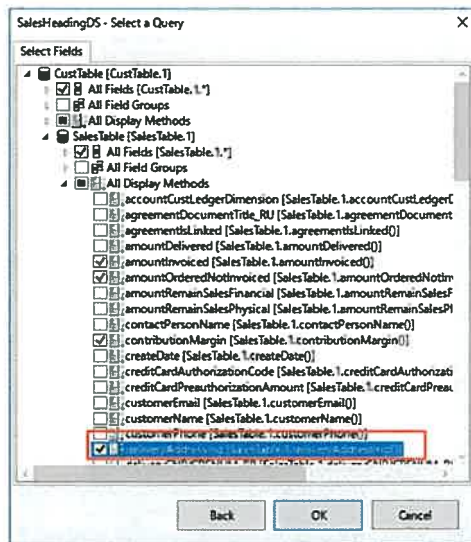 SalesHeadingDS - Select a Query
Select Fields
CustTable [CustTable.1]
All Fields [CustTable.1.*]
All Field Groups
All Display Methods
SalesTable [SalesTable.1]
All Fields [SalesTable.1.*]
All Field Groups
All Display Methods
accountCustLedgerDimension [SalesTable.1.accountCustLedgerD
agreementDocumentTitle_RU [SalesTable.1.agreementDocument
agreementIsLinked [SalesTable.1.agreementIsLinked()]
amountDelivered [SalesTable.1.amountDelivered()]
amountInvoiced [SalesTable.1.amountInvoiced()]
amountOrderedNotInvoiced [SalesTable.1.amountOrderedNotInv
amountRemainSalesFinancial [SalesTable.1.amountRemainSalesF
amountRemainSalesPhysical [SalesTable.1.amountRemainSalesPl
contactPersonName [SalesTable.1.contactPersonName()]
contributionMargin [SalesTable.1.contributionMargin()]
createDate [SalesTable.1.createDate()]
creditCardAuthorizationCode [SalesTable.1.creditCardAuthorizati
creditCardPreauthorizationAmount [SalesTable.1.creditCardPreau
customerEmail [SalesTable.1.customerEmail()]
customerName [SalesTable.1.customerName()]
customerPhone [SalesTable.1.customerPhone()]
Back
OK
Cancel